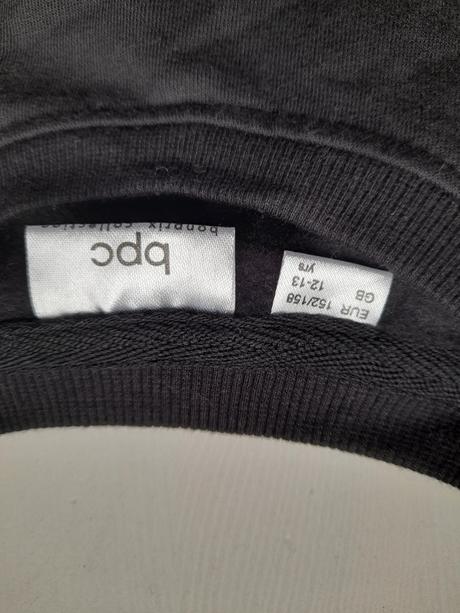 bpc
bonprix collection
EUR 152/158
GB 12-13
yrs